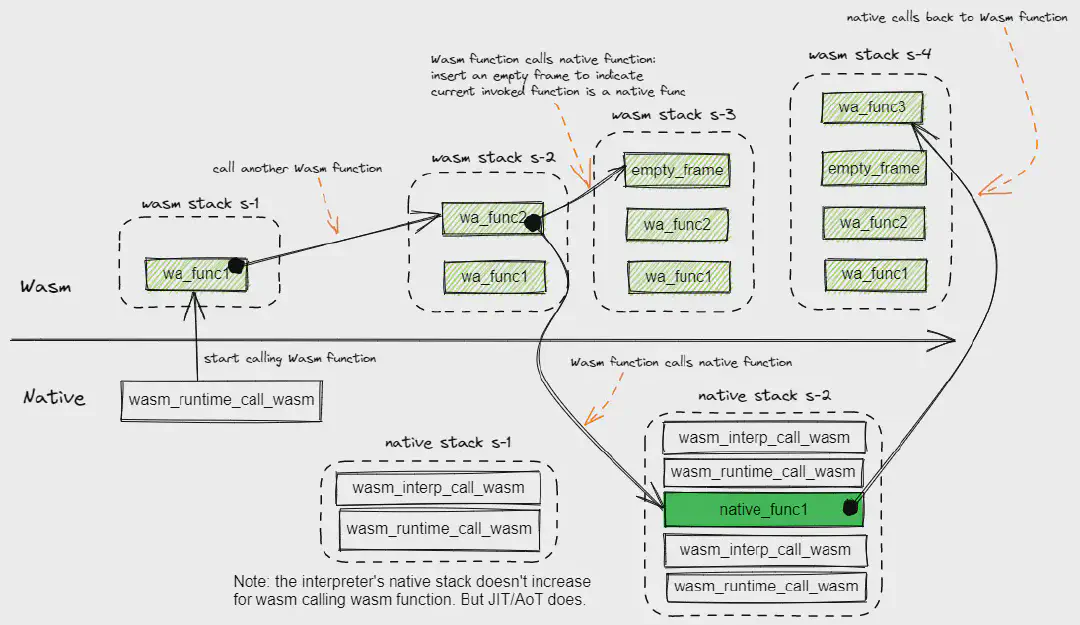 native calls back to Wasm function
wasm stack s-4
Wasm function calls native function:
insert an empty frame to indicate
current invoked function is a native func
wasm stack s-3
wa_func3
call another Wasm function
wasm stack s-2
empty_frame
empty_frame
wasm stack s-1
wa_func2
wa_func2
wa_func2
wa_func1
wa_func1
wa_func1
wa_func1
Wasm
start calling Wasm function
Wasm function calls native function
Native
wasm_runtime_call_wasm
native stack s-2
native stack s-1
wasm_interp_call_wasm
wasm_runtime_call_wasm
wasm_interp_call_wasm
native_func1
wasm_runtime_call_wasm
wasm_interp_call_wasm
wasm_runtime_call_wasm
Note: the interpreter's native stack doesn't increase
for wasm calling wasm function. But JIT/AoT does.